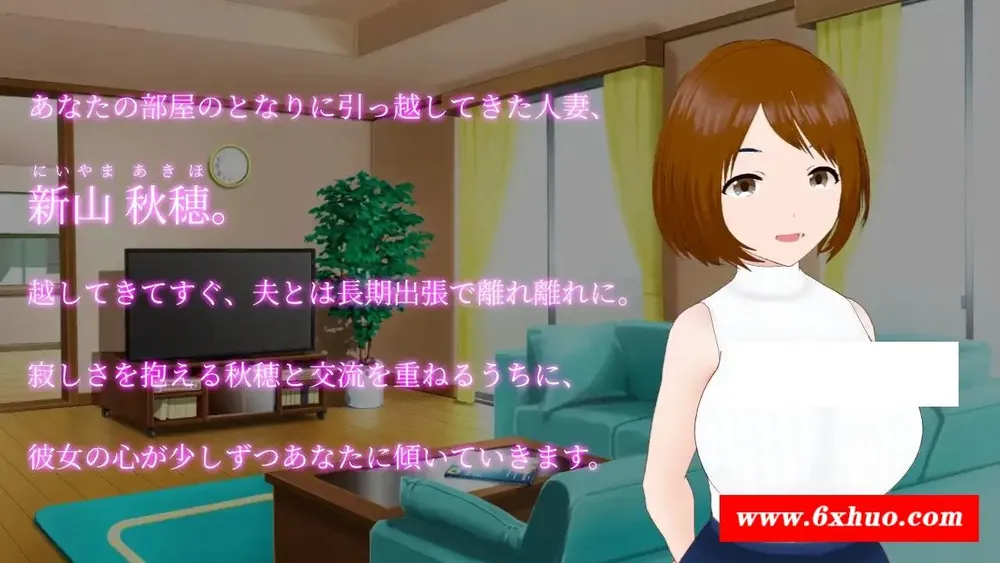 あなたの部屋のとなりに引っ越してきた人妻、
にいやま あきほ
新山 秋穂。
越してきてすぐ、夫とは長期出張で離れ離れに。
寂しさを抱える秋穂と交流を重ねるうちに、
彼女の心が少しずつあなたに傾いていきます。
www.6xhuo.com